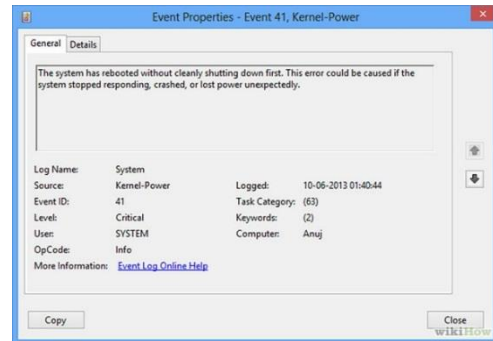 Event Properties - Event 41, Kernel-Power
General Details
The system has rebooted without cleanly shutting down first. This error could be caused if the
system stopped responding, crashed, or lost power unexpectedly.
Log Name: System
Source: Kernel-Power Logged: 10-06-2013 01:40:44
Event ID: 41 Task Category: (63)
Level: Critical Keywords: (2)
User: SYSTEM Computer: Anuj
OpCode: Info
More Information: Event Log Online Help
Copy Close
wikiHow